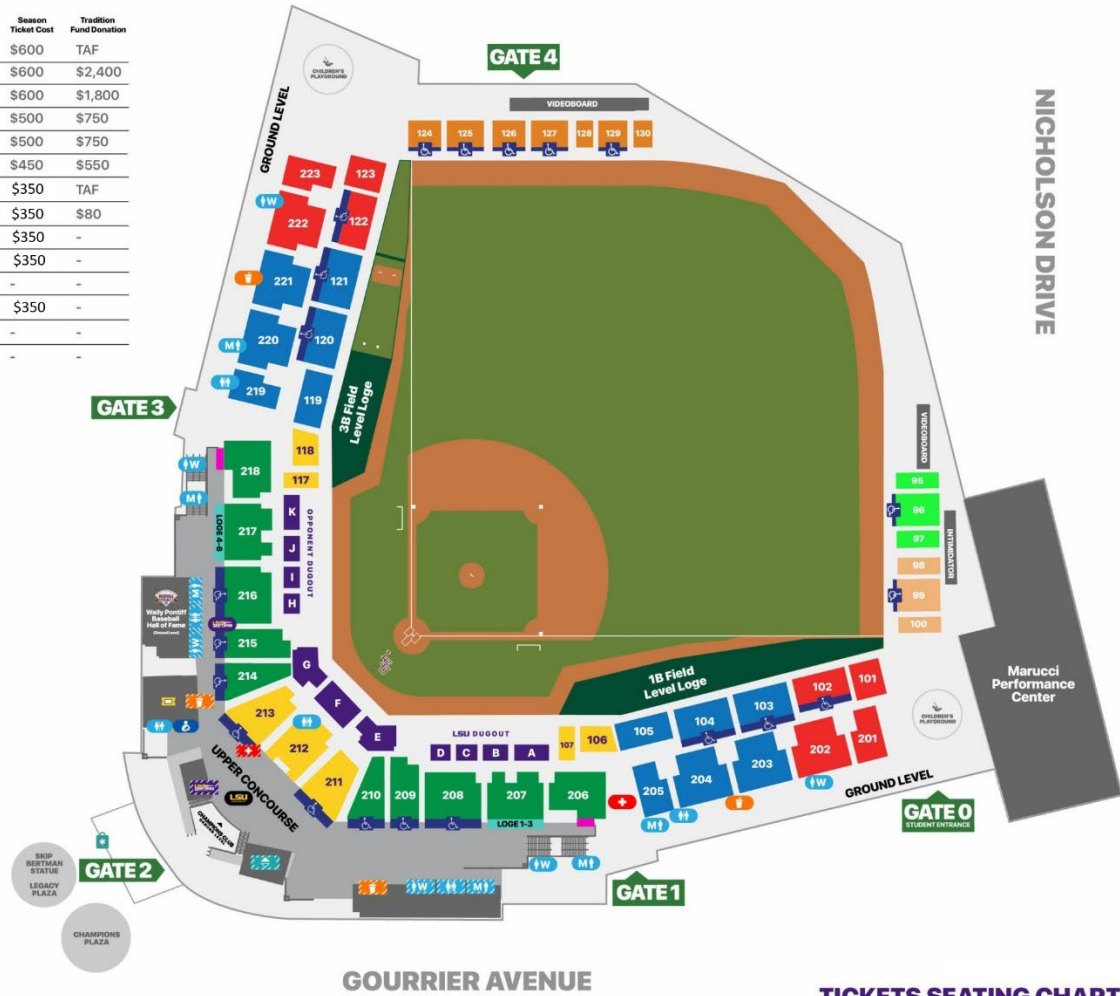 Season Ticket Cost
Tradition Fund Donation
$600 TAF
$600 $2,400
$600 $1,800
$500 $750
$500 $750
$450 $550
$350 TAF
$350 $80
$350 -
$350 -
- -
$350 -
- -
- -
CHILDREN'S
PLAYGROUND
GATE 4
VIDEOBOARD
NICHOLSON DRIVE
GROUND LEVEL
124 125 126 127 128 129 130
223 123
W
222 122
221 121
M
220 120
219 119
GATE 3
3B Field
Level Loge
118
117
W
M
218
LOGE 4-6
217
216
215
214
K
J
I
H
OPPONENT DUGOUT
Wally Pontiff
Baseball
Hall of Fame
(Ground Level)
M
W
G
F
E
213
212
211
UPPER CONCOURSE
LSU
CHAMPIONS CLUB
LSU DUGOUT
D C B A
107 106
210 209 208 207 206
LOGE 1-3
1B Field
Level Loge
105 104 103 102 101
205 204 203 202 201
M
W
GROUND LEVEL
GATE 0
STUDENT ENTRANCE
VIDEOBOARD
95
96
97
INTIMIDATOR
98
99
100
Marucci
Performance
Center
CHILDREN'S
PLAYGROUND
SKIP
BERTMAN
STATUE
LEGACY
PLAZA
GATE 2
CHAMPIONS
PLAZA
W M
W M
GATE 1
GOURRIER AVENUE
TICKETS SEATING CHART